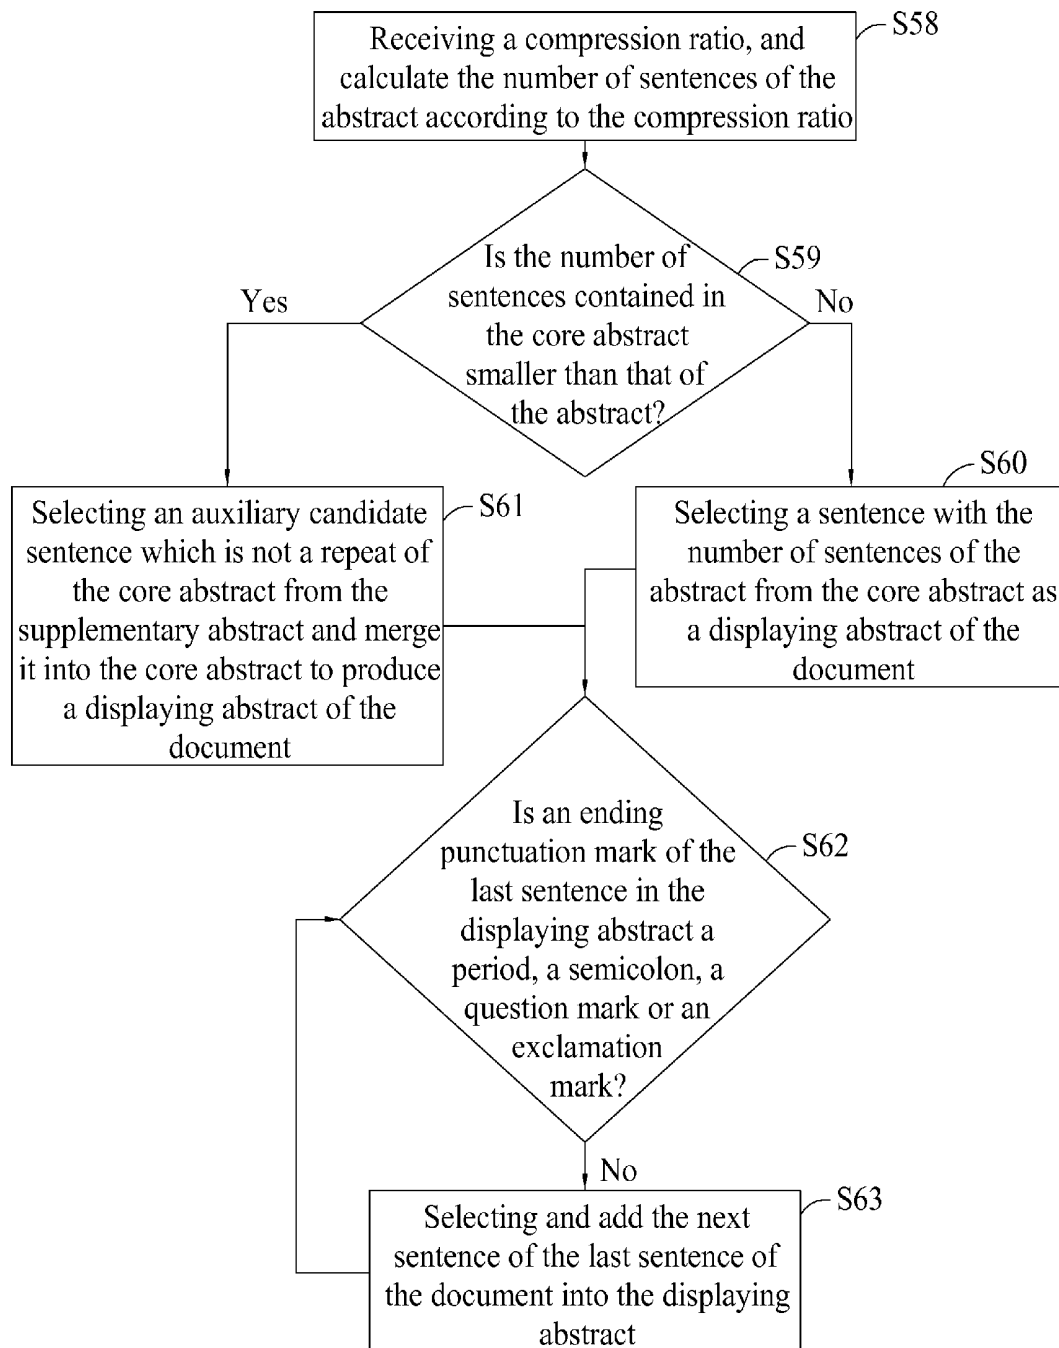 S58
Receiving a compression ratio, and
calculate the number of sentences of the
abstract according to the compression ratio
S59
Is the number of
sentences contained in
the core abstract
smaller than that of
the abstract?
Yes
No
S61
Selecting an auxiliary candidate
sentence which is not a repeat of
the core abstract from the
supplementary abstract and merge
it into the core abstract to produce
a displaying abstract of the
document
S60
Selecting a sentence with the
number of sentences of the
abstract from the core abstract as
a displaying abstract of the
document
S62
Is an ending
punctuation mark of the
last sentence in the
displaying abstract a
period, a semicolon, a
question mark or an
exclamation
mark?
No
S63
Selecting and add the next
sentence of the last sentence of
the document into the displaying
abstract